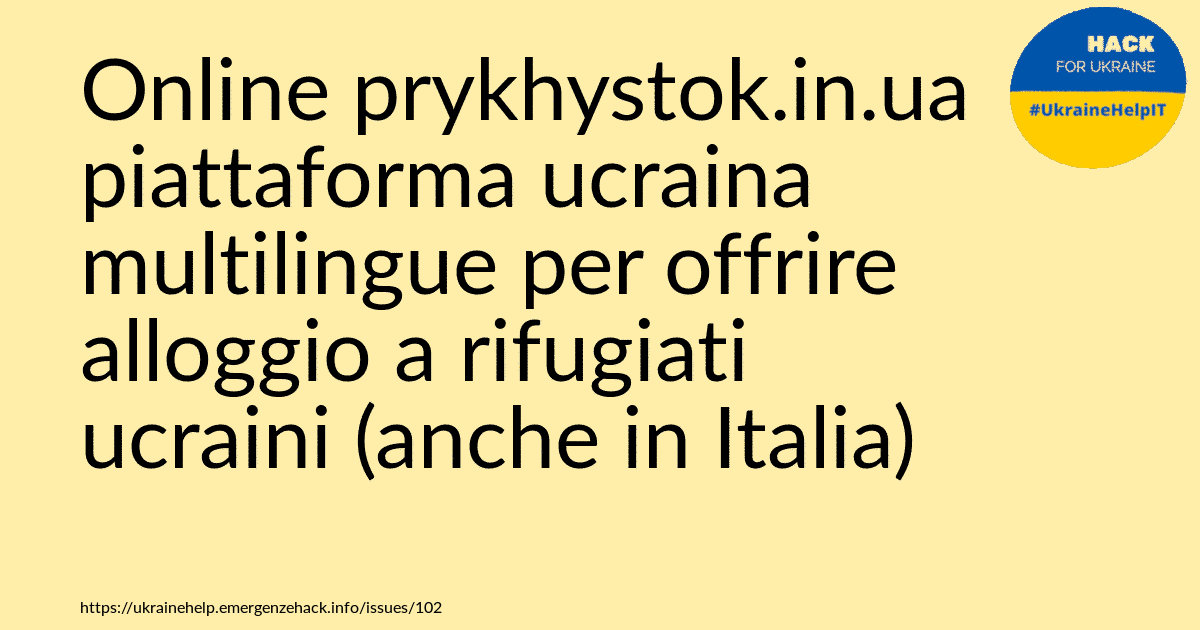 Online prykhystok.in.ua
piattaforma ucraina
multilingue per offrire
alloggio a rifugiati
ucraini (anche in Italia)
HACK
FOR UKRAINE
#UkraineHelpIT
https://ukrainehelp.emergenzehack.info/issues/102